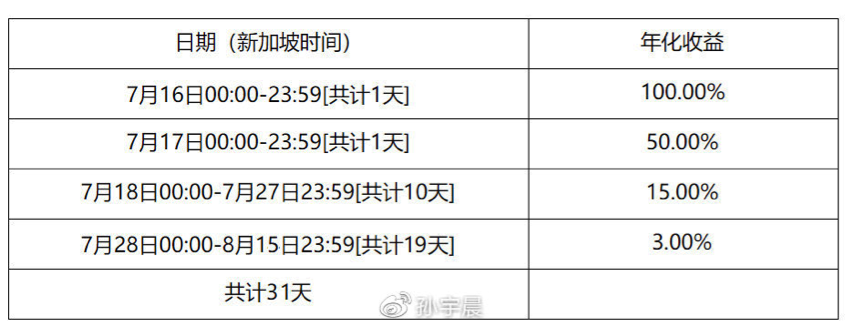 日期（新加坡时间） 年化收益
7月16日00:00-23:59[共计1天] 100.00%
7月17日00:00-23:59[共计1天] 50.00%
7月18日00:00-7月27日23:59[共计10天] 15.00%
7月28日00:00-8月15日23:59[共计19天] 3.00%
共计31天
孙宇晨